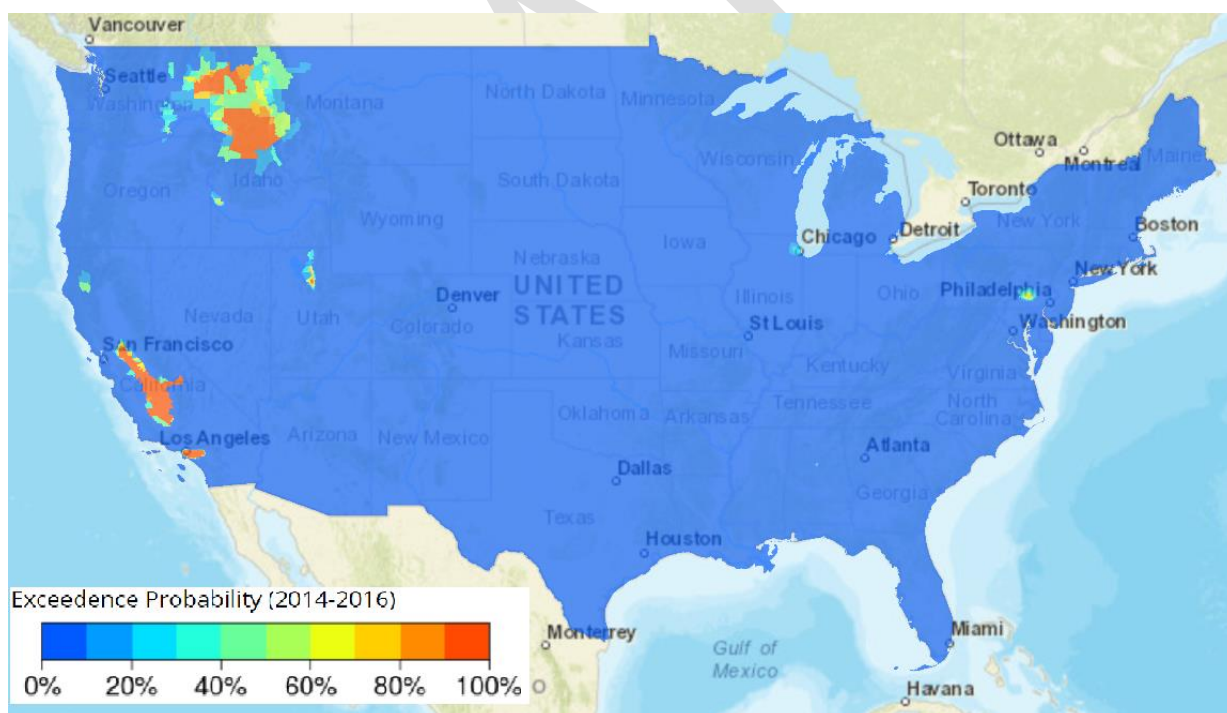 Vancouver
Seattle
Washington
Montana
North Dakota
Minnesota
Ottawa
Montreal
Maine
Wisconsin
Oregon
Idaho
South Dakota
Toronto
Wyoming
New York
Boston
Chicago
Detroit
Iowa
Nebraska
New York
UNITED
STATES
Denver
Illinois
Ohio
Philadelphia
Nevada
Utah
Colorado
Kansas
St Louis
Washington
San Francisco
Missouri
Kentucky
Virginia
California
Oklahoma
Arkansas
Tennessee
North
Carolina
Los Angeles
Arizona
New Mexico
Atlanta
Dallas
Georgia
Texas
Houston
Exceedence Probability (2014-2016)
0%
20%
40%
60%
80%
100%
Monterrey
Gulf of
Mexico
Miami
Havana